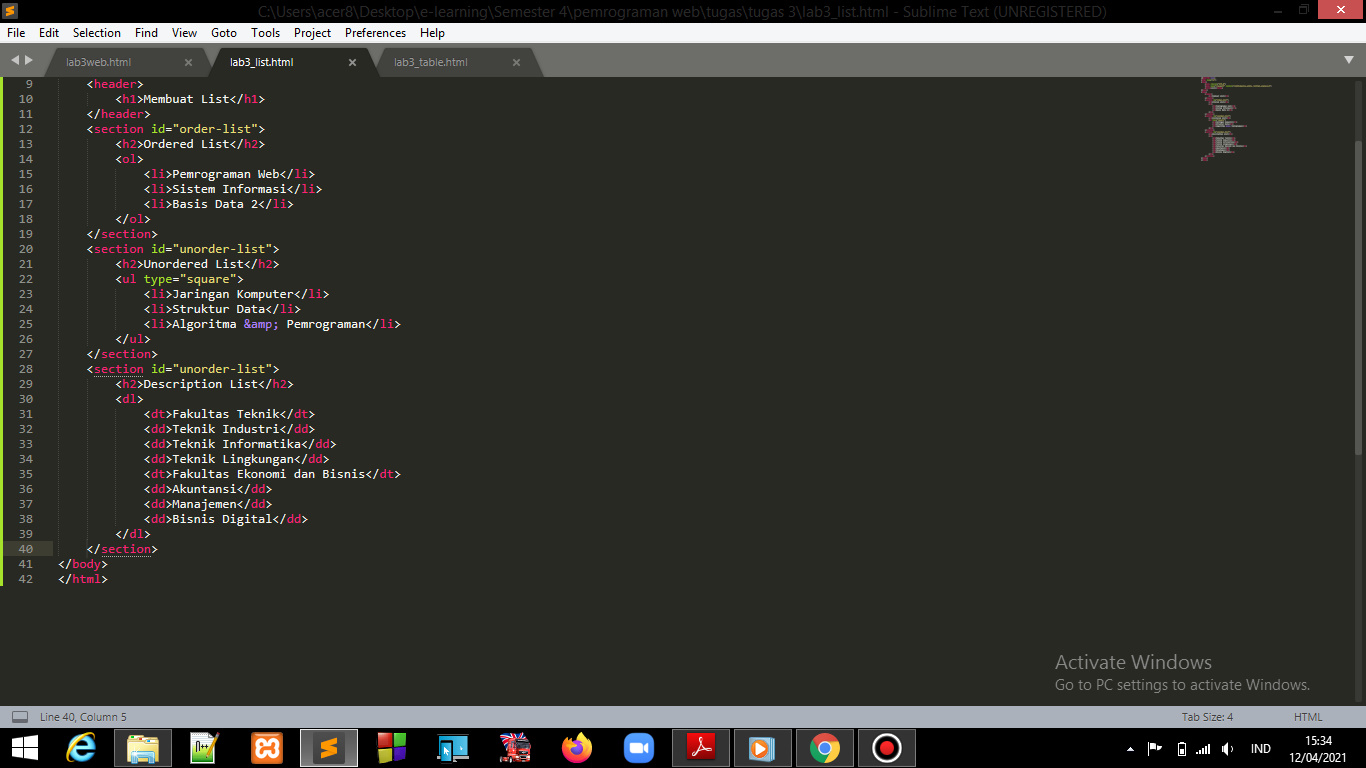 C:\Users\acer8\Desktop\e-learning\Semester 4\pemrograman web\tugas\tugas 3\lab3_list.html - Sublime Text (UNREGISTERED)
File Edit Selection Find View Goto Tools Project Preferences Help
lab3web.html lab3_list.html lab3_table.html
9 <header>
10 <h1>Membuat List</h1>
11 </header>
12 <section id="order-list">
13 <h2>Ordered List</h2>
14 <ol>
15 <li>Pemrograman Web</li>
16 <li>Sistem Informasi</li>
17 <li>Basis Data 2</li>
18 </ol>
19 </section>
20 <section id="unorder-list">
21 <h2>Unordered List</h2>
22 <ul type="square">
23 <li>Jaringan Komputer</li>
24 <li>Struktur Data</li>
25 <li>Algoritma &amp; Pemrograman</li>
26 </ul>
27 </section>
28 <section id="unorder-list">
29 <h2>Description List</h2>
30 <dl>
31 <dt>Fakultas Teknik</dt>
32 <dd>Teknik Industri</dd>
33 <dd>Teknik Informatika</dd>
34 <dd>Teknik Lingkungan</dd>
35 <dt>Fakultas Ekonomi dan Bisnis</dt>
36 <dd>Akuntansi</dd>
37 <dd>Manajemen</dd>
38 <dd>Bisnis Digital</dd>
39 </dl>
40 </section>
41 </body>
42 </html>
Activate Windows
Go to PC settings to activate Windows.
Line 40, Column 5 Tab Size: 4 HTML
IND 15:34
12/04/2021